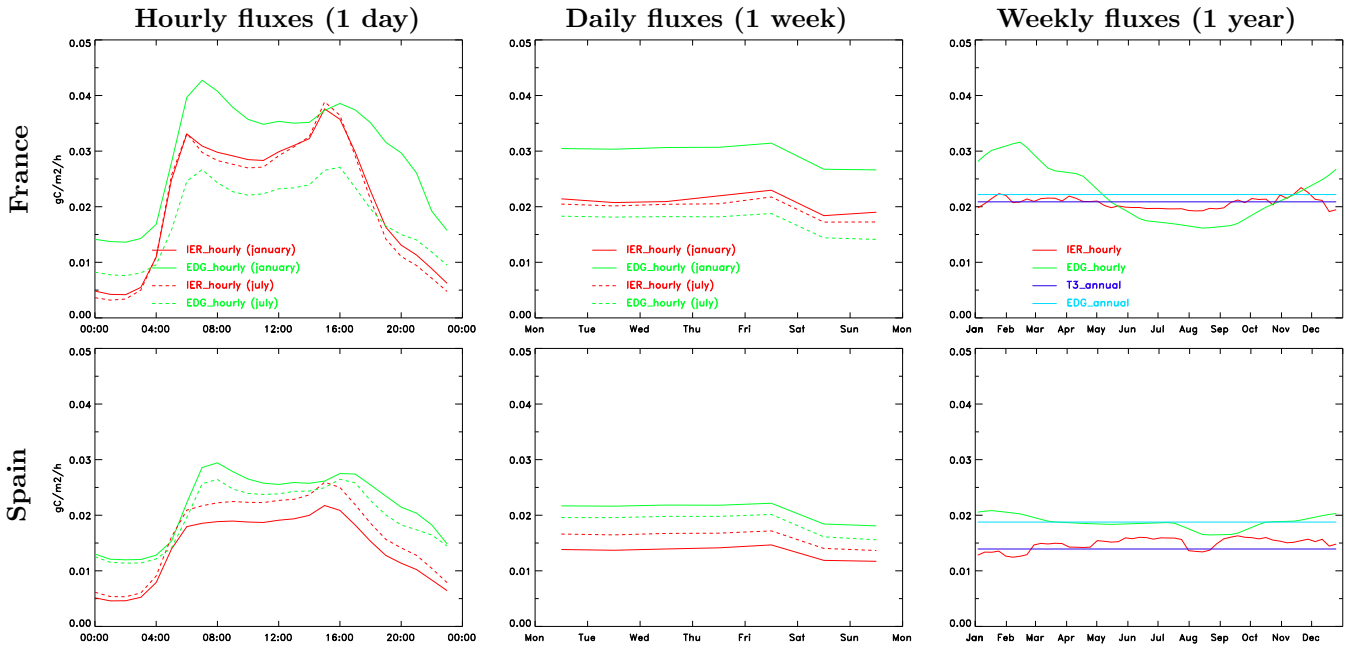 Hourly fluxes (1 day)
Daily fluxes (1 week)
Weekly fluxes (1 year)
France
gC/m2/h
0.05
0.04
0.03
0.02
0.01
0.00
IER_hourly (january)
EDG_hourly (january)
IER_hourly (july)
EDG_hourly (july)
00:00 04:00 08:00 12:00 16:00 20:00 00:00
0.05
0.04
0.03
0.02
0.01
0.00
IER_hourly (january)
EDG_hourly (january)
IER_hourly (july)
EDG_hourly (july)
Mon Tue Wed Thu Fri Sat Sun Mon
0.05
0.04
0.03
0.02
0.01
0.00
IER_hourly
EDG_hourly
T3_annual
EDG_annual
Jan Feb Mar Apr May Jun Jul Aug Sep Oct Nov Dec
Spain
gC/m2/h
0.05
0.04
0.03
0.02
0.01
0.00
00:00 04:00 08:00 12:00 16:00 20:00 00:00
0.05
0.04
0.03
0.02
0.01
0.00
Mon Tue Wed Thu Fri Sat Sun Mon
0.05
0.04
0.03
0.02
0.01
0.00
Jan Feb Mar Apr May Jun Jul Aug Sep Oct Nov Dec